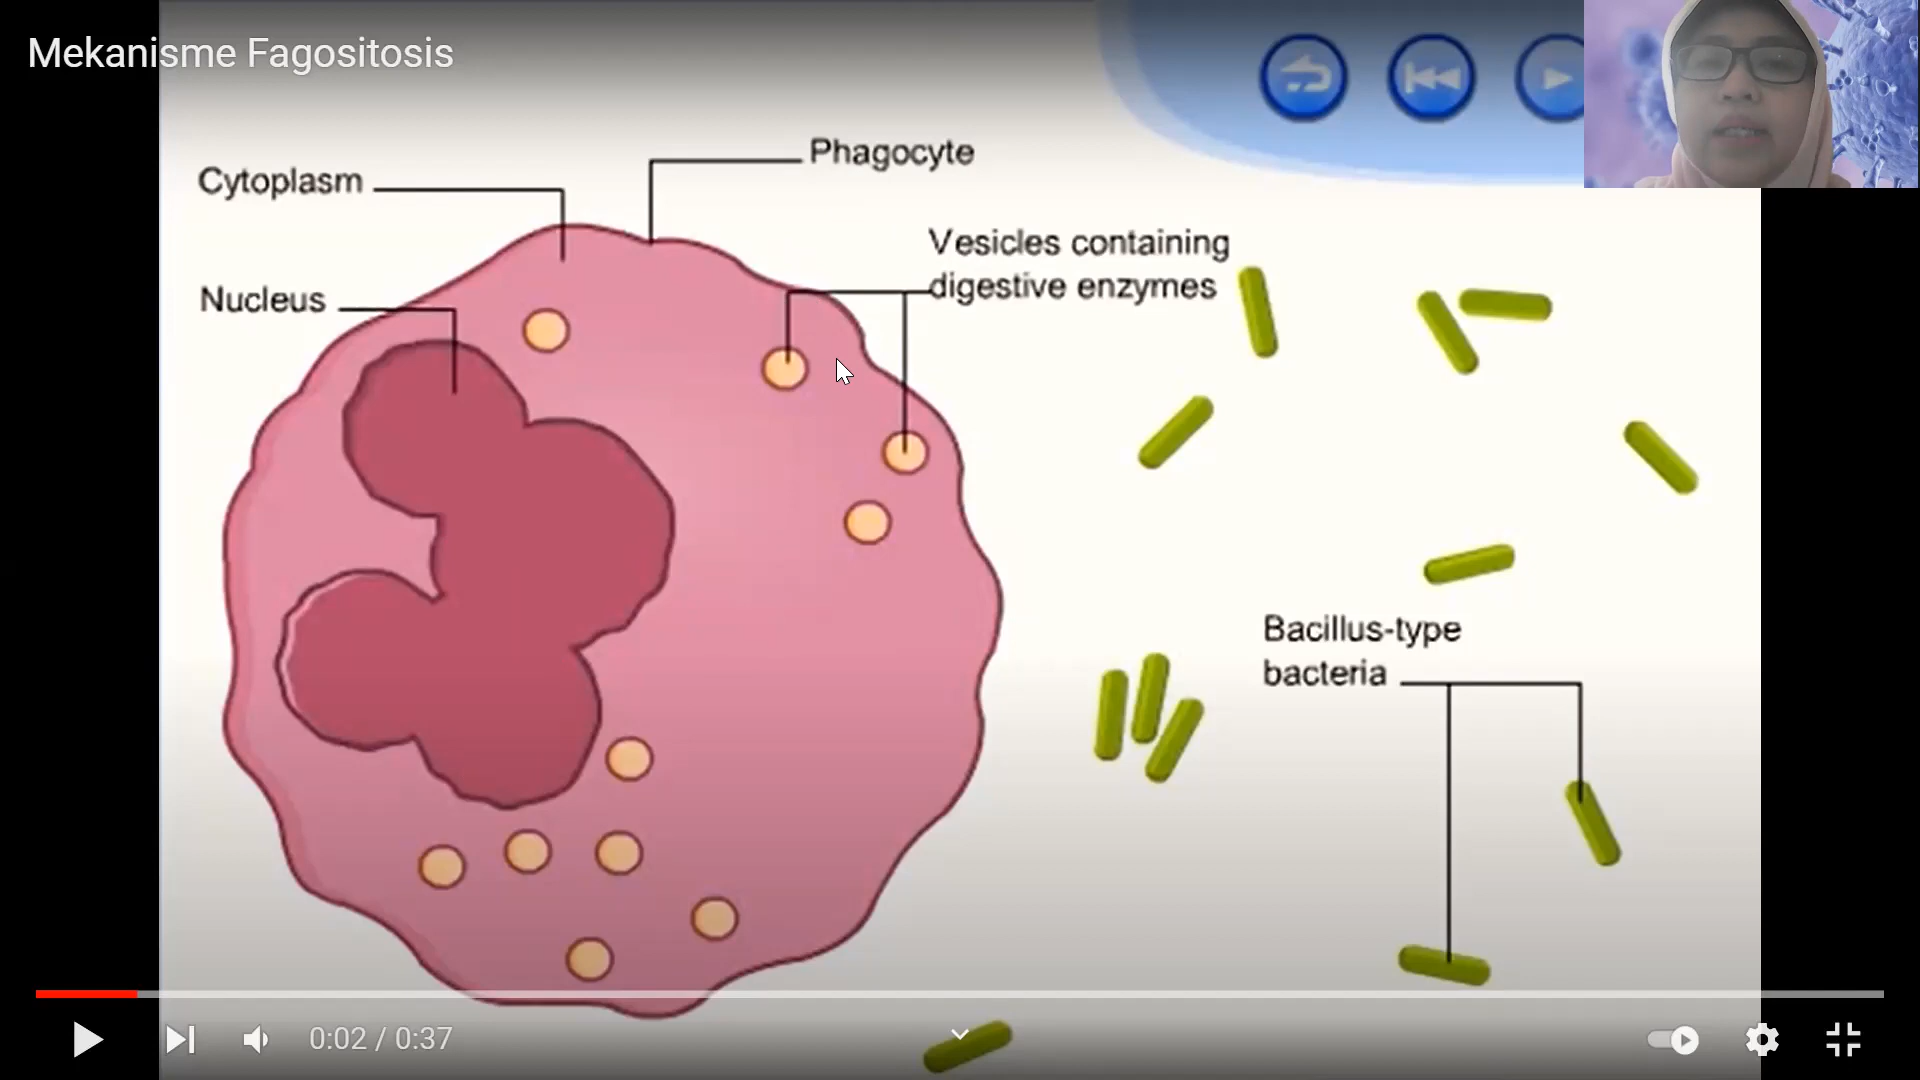 Mekanisme Fagositosis
Phagocyte
Cytoplasm
Vesicles containing
digestive enzymes
Nucleus
Bacillus-type
bacteria
0:02 / 0:37